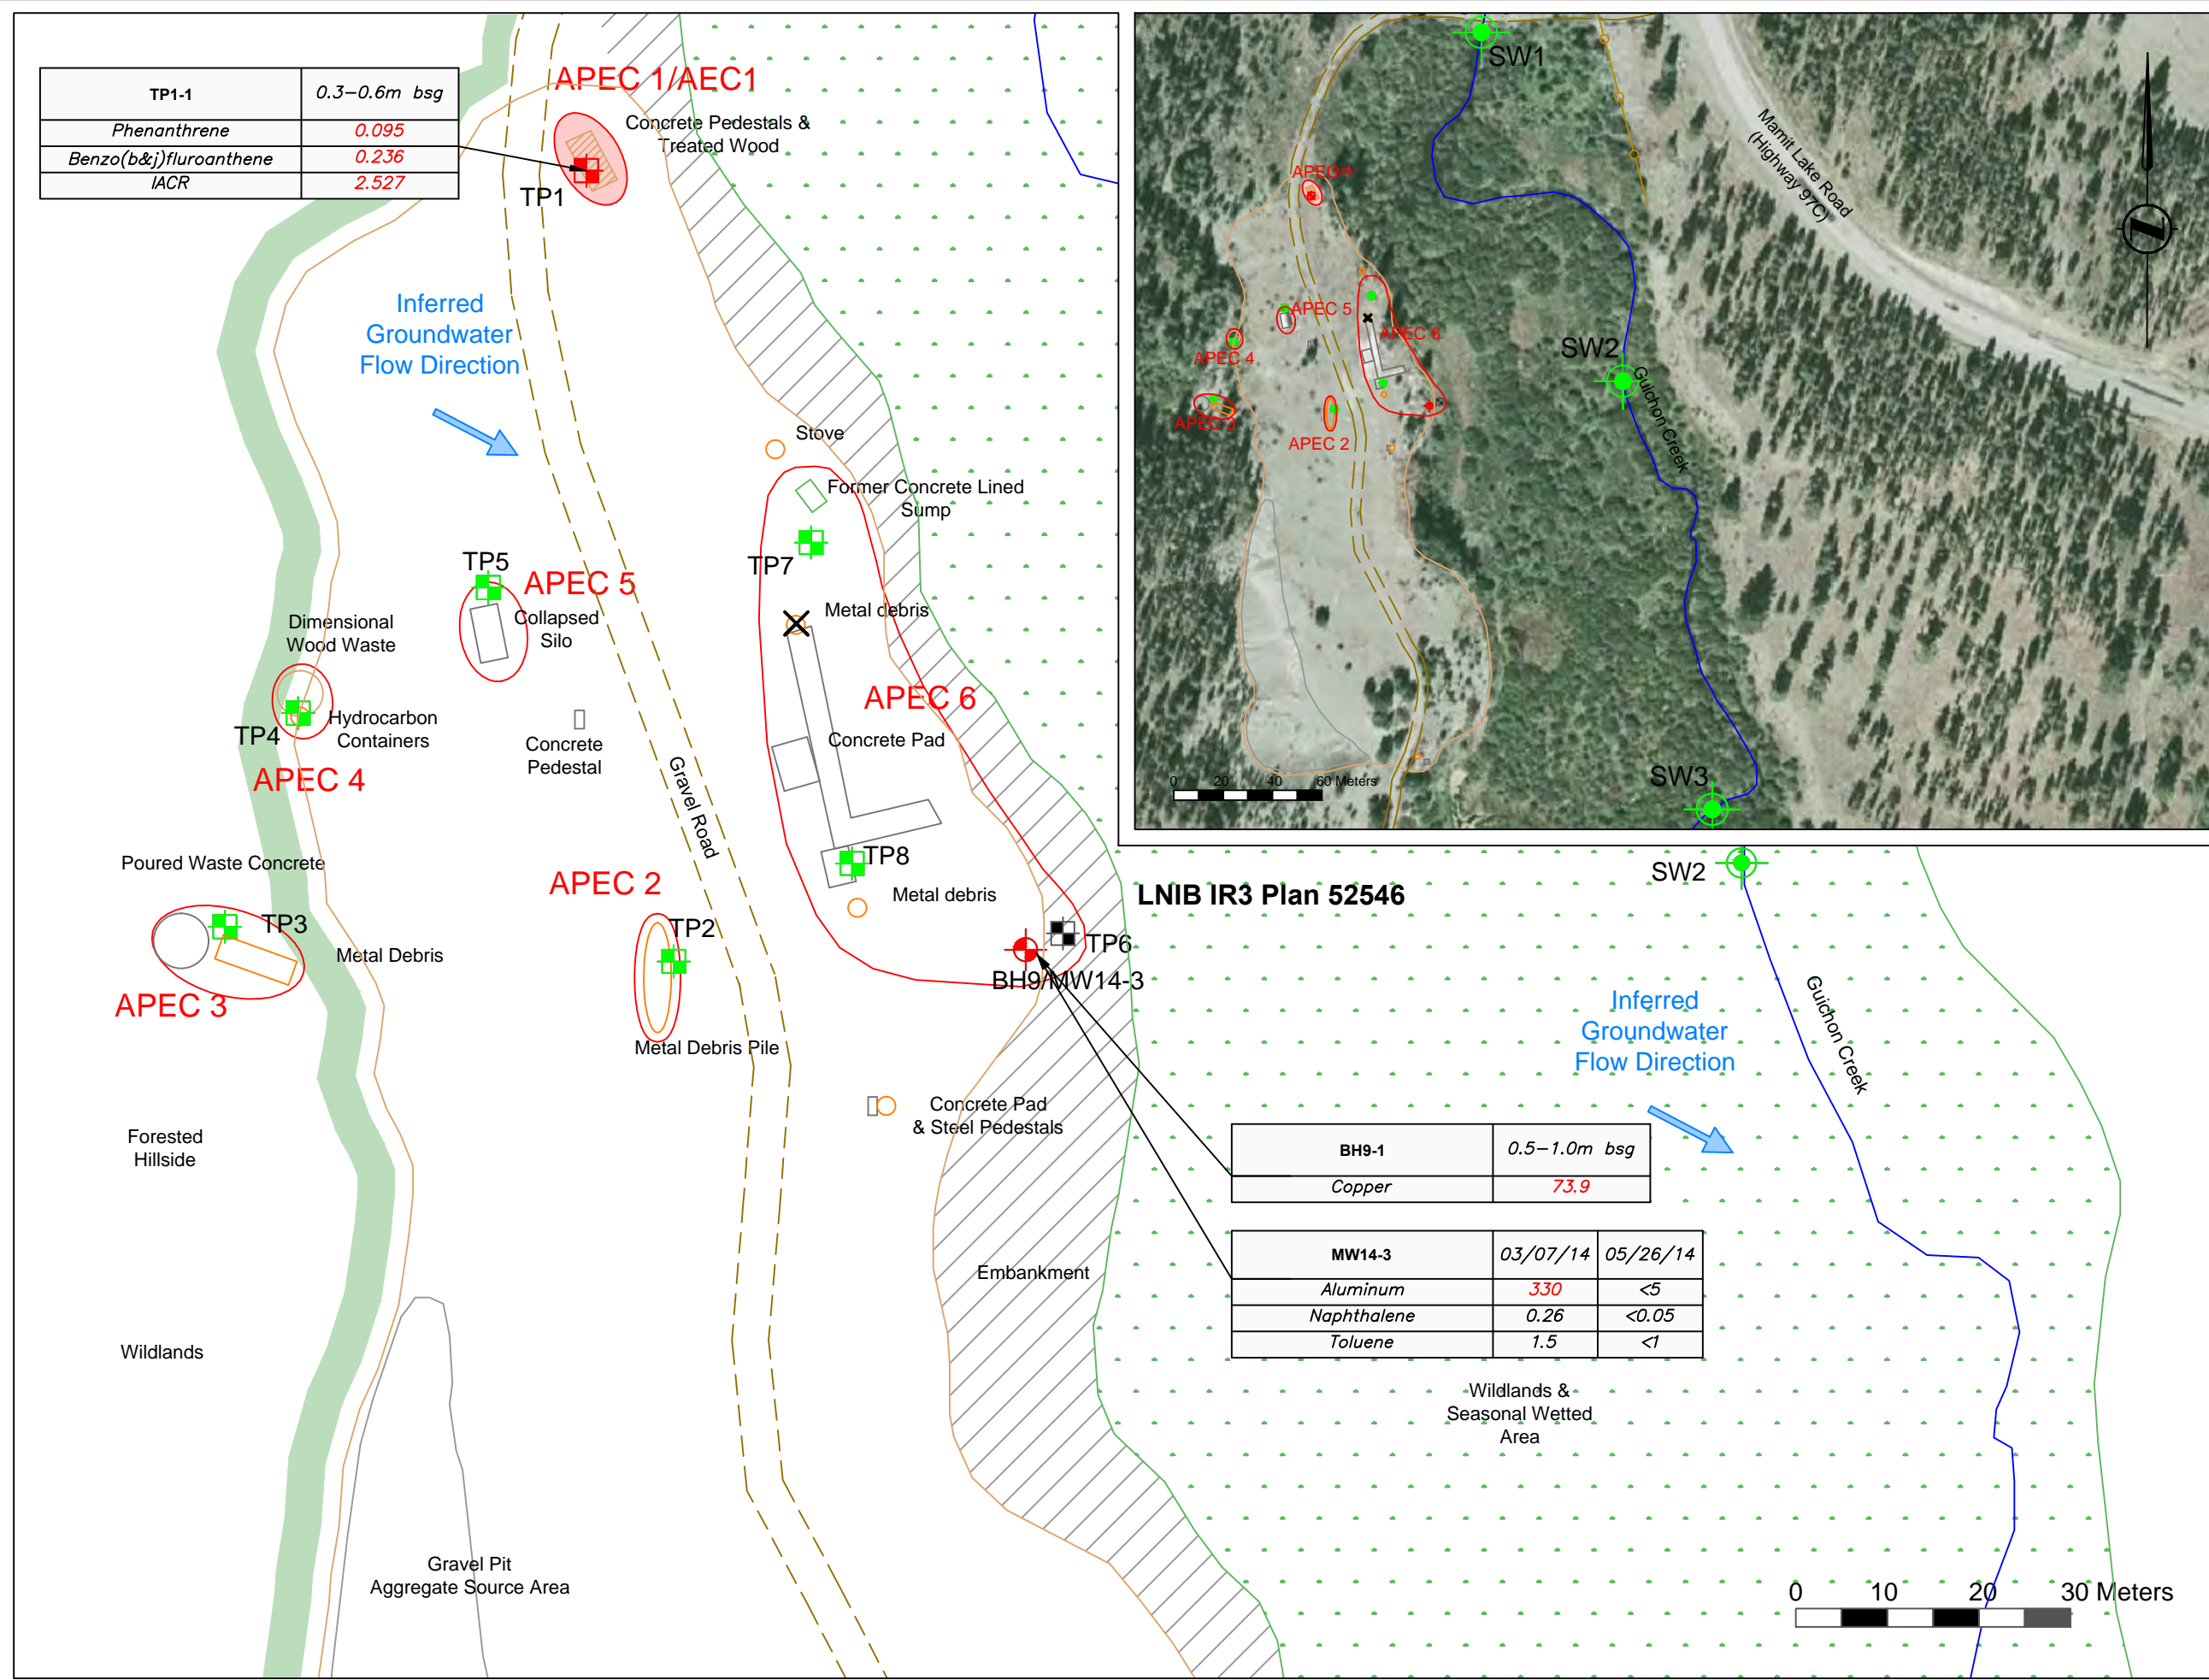 TP1-1 0.3-0.6m bsg
Phenanthrene 0.095
Benzo(b&j)fluroanthene 0.236
IACR 2.527
APEC 1/AEC1
Concrete Pedestals &
Treated Wood
TP1
Inferred
Groundwater
Flow Direction
Stove
Former Concrete Lined
Sump
TP7
TP5
APEC 5
Collapsed
Silo
Metal debris
Dimensional
Wood Waste
APEC 6
TP4
Hydrocarbon
Containers
APEC 4
Concrete
Pedestal
Concrete Pad
Gravel Road
Poured Waste Concrete
TP8
APEC 2
Metal debris
TP3
TP2
Metal Debris
APEC 3
TP6
BH9/MW14-3
Metal Debris Pile
Concrete Pad
& Steel Pedestals
Forested
Hillside
Embankment
Wildlands
Gravel Pit
Aggregate Source Area
SW1
Mamit Lake Road
(Highway 97C)
N
APEC 1
APEC 5
APEC 6
APEC 4
SW2
Guichon Creek
APEC 3
APEC 2
SW3
0 20 40 60 Meters
SW2
LNIB IR3 Plan 52546
Guichon Creek
Inferred
Groundwater
Flow Direction
BH9-1 0.5-1.0m bsg
Copper 73.9
MW14-3 03/07/14 05/26/14
Aluminum 330 <5
Naphthalene 0.26 <0.05
Toluene 1.5 <1
Wildlands &
Seasonal Wetted
Area
0 10 20 30 Meters